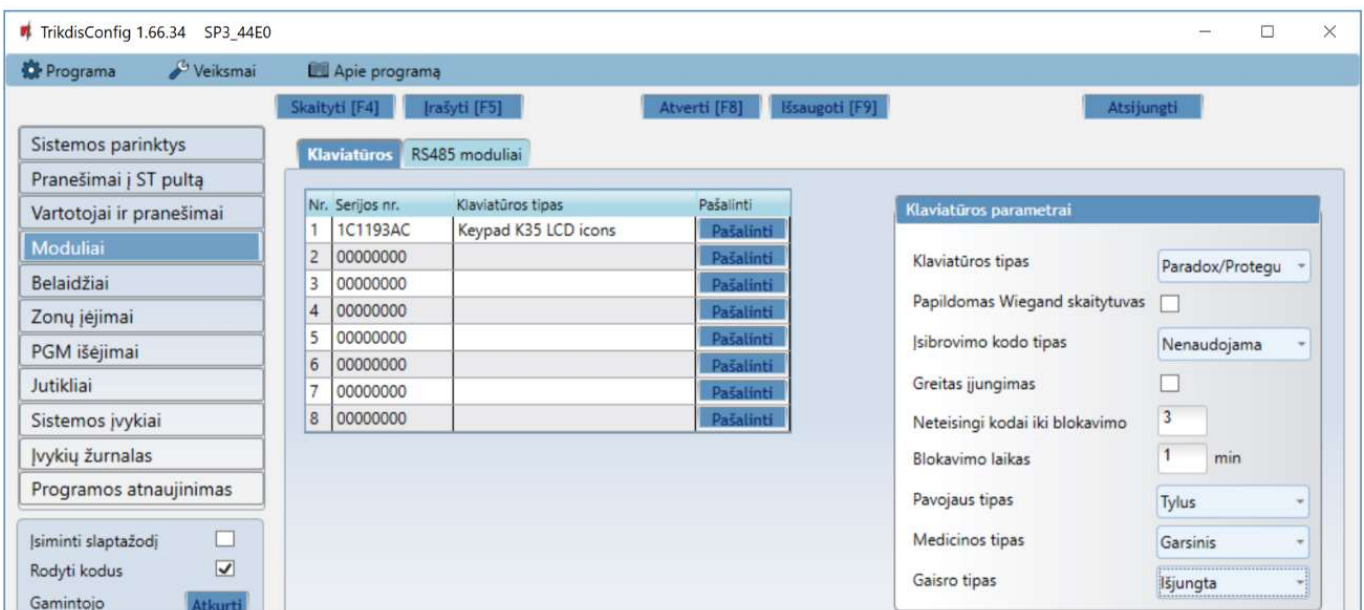 TrikdisConfig 1.66.34 SP3_44E0
Programa Veiksmai Apie programą
Skaityti [F4] Įrašyti [F5] Atverti [F8] Išsaugoti [F9] Atsijungti
Sistemos parinktys
Pranešimai į ST pultą
Vartotojai ir pranešimai
Moduliai
Belaidžiai
Zonų įėjimai
PGM išėjimai
Jutikliai
Sistemos įvykiai
Įvykių žurnalas
Programos atnaujinimas
Įsiminti slaptažodį
Rodyti kodus
Gamintojo Atkurti
Klaviatūros RS485 moduliai
Nr. Serijos nr. Klaviatūros tipas Pašalinti
1 1C1193AC Keypad K35 LCD icons Pašalinti
2 00000000 Pašalinti
3 00000000 Pašalinti
4 00000000 Pašalinti
5 00000000 Pašalinti
6 00000000 Pašalinti
7 00000000 Pašalinti
8 00000000 Pašalinti
Klaviatūros parametrai
Klaviatūros tipas Paradox/Protegu
Papildomas Wiegand skaitytuvas
Įsibrovimo kodo tipas Nenaudojama
Greitas įjungimas
Neteisingi kodai iki blokavimo 3
Blokavimo laikas 1 min
Pavojaus tipas Tylus
Medicinos tipas Garsinis
Gaisro tipas Išjungta